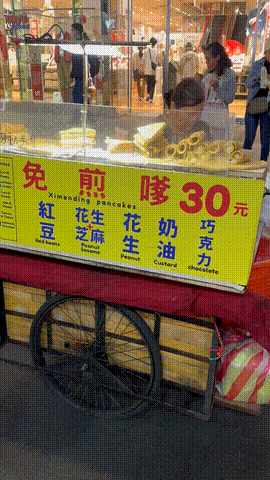 免煎嗲30元
Ximending pancakes
紅豆
Red beans
花生
+
芝麻
Peanut
Sesame
花生
Peanut
奶油
Custard
巧克力
chocolate